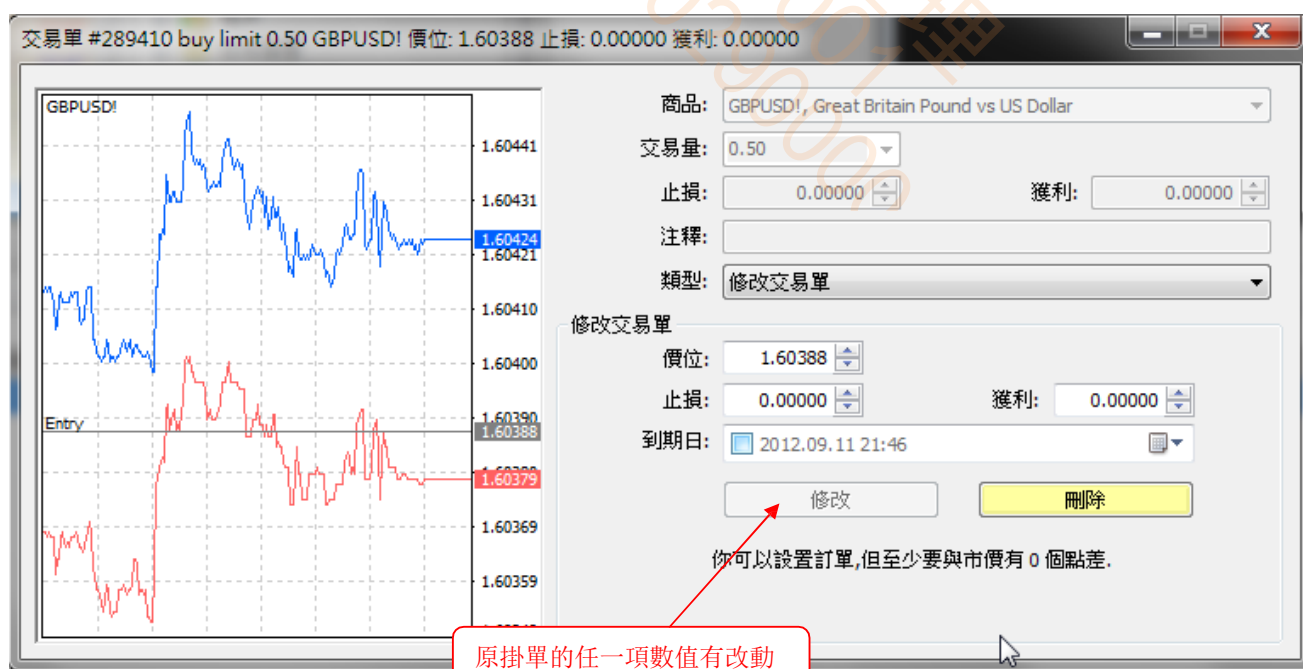 交易單 #289410 buy limit 0.50 GBPUSD! 價位: 1.60388 止損: 0.00000 獲利: 0.00000
GBPUSD!
1.60441
1.60431
1.60424
1.60421
1.60410
1.60400
1.60390
Entry
1.60388
1.60379
1.60369
1.60359
商品: GBPUSD!, Great Britain Pound vs US Dollar
交易量: 0.50
止損: 0.00000 獲利: 0.00000
注釋:
類型: 修改交易單
修改交易單
價位: 1.60388
止損: 0.00000 獲利: 0.00000
到期日: 2012.09.11 21:46
修改 刪除
你可以設置訂單,但至少要與市價有 0 個點差.
原掛單的任一項數值有改動